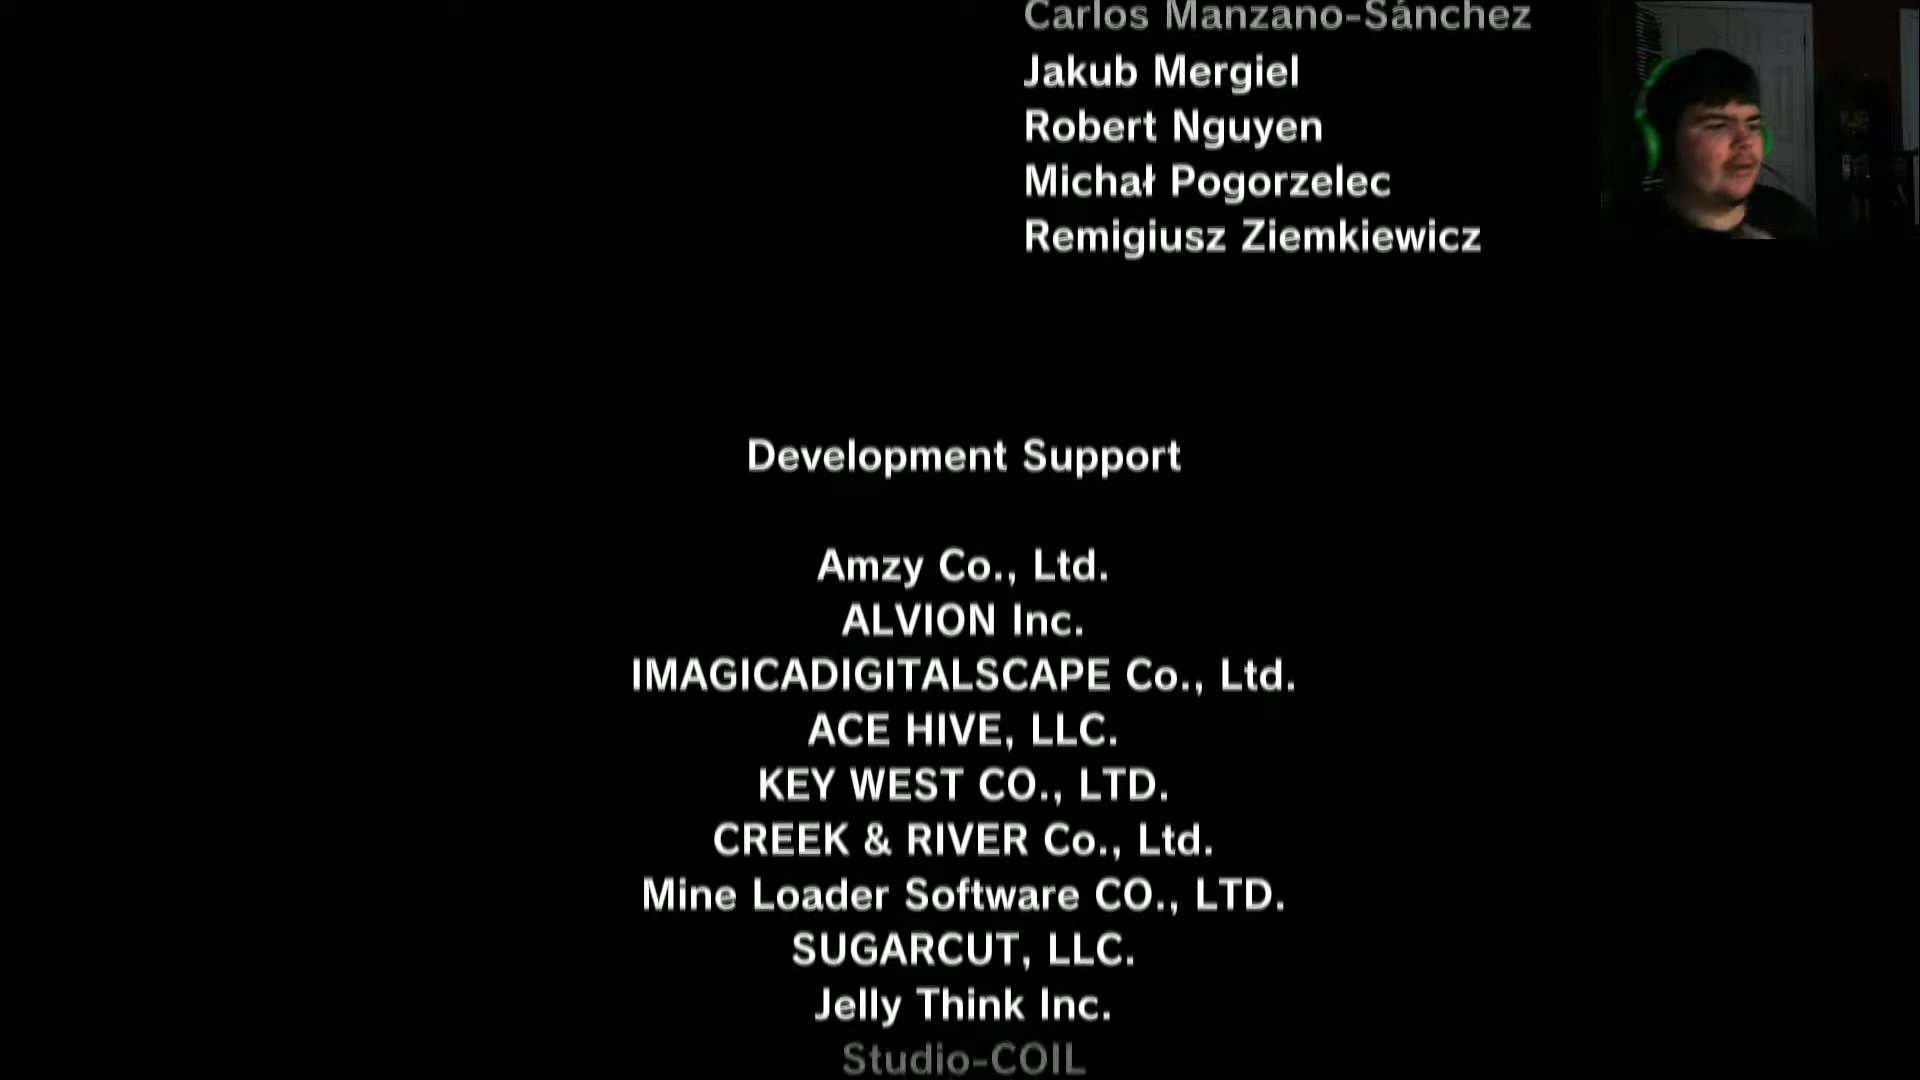 Carlos Manzano-Sánchez
Jakub Mergiel
Robert Nguyen
Michał Pogorzelec
Remigiusz Ziemkiewicz
Development Support
Amzy Co., Ltd.
ALVION Inc.
IMAGICADIGITALSCAPE Co., Ltd.
ACE HIVE, LLC.
KEY WEST CO., LTD.
CREEK & RIVER Co., Ltd.
Mine Loader Software CO., LTD.
SUGARCUT, LLC.
Jelly Think Inc.
Studio-COIL